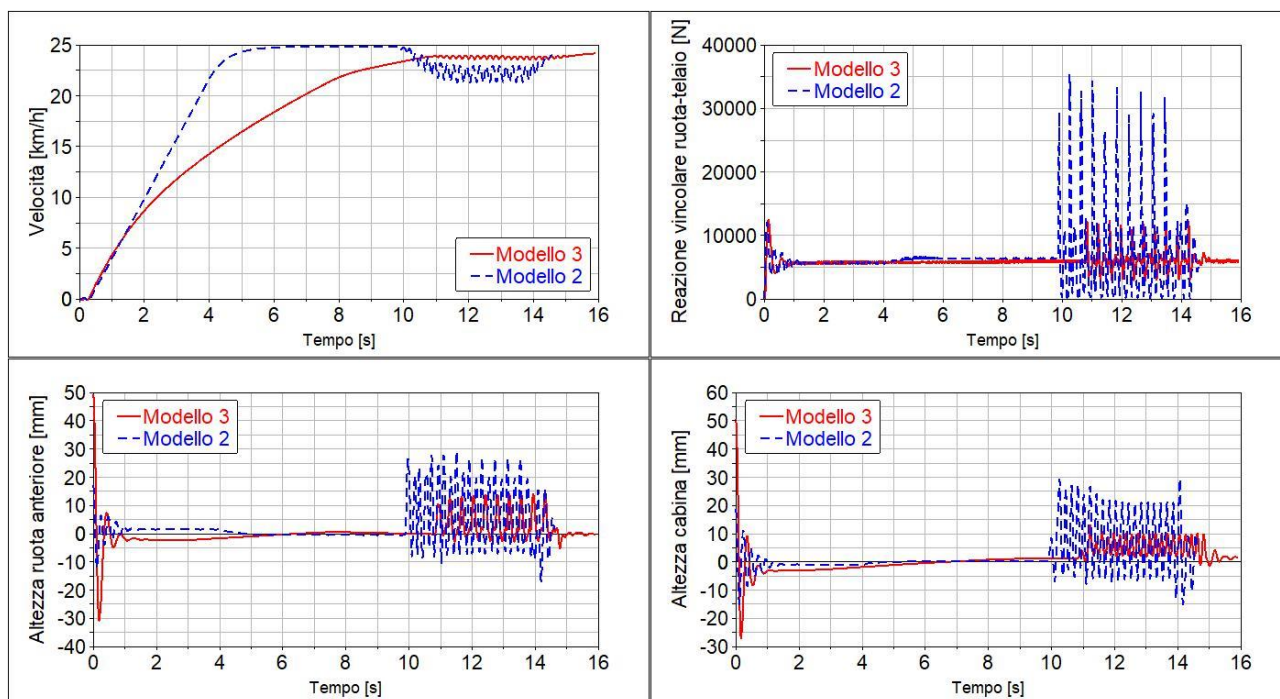 Velocità [km/h]
25
20
15
10
5
0
0 2 4 6 8 10 12 14 16
Tempo [s]
Modello 3
Modello 2
Reazione vincolare ruota-telaio [N]
40000
30000
20000
10000
0
0 2 4 6 8 10 12 14 16
Tempo [s]
Modello 3
Modello 2
Altezza ruota anteriore [mm]
50
40
30
20
10
0
-10
-20
-30
-40
0 2 4 6 8 10 12 14 16
Tempo [s]
Modello 3
Modello 2
Altezza cabina [mm]
60
50
40
30
20
10
0
-10
-20
-30
0 2 4 6 8 10 12 14 16
Tempo [s]
Modello 3
Modello 2